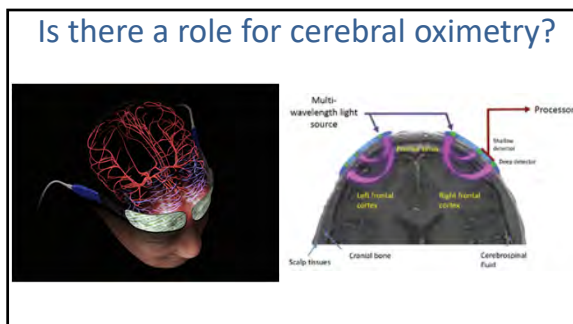 Is there a role for cerebral oximetry?
Multi-
wavelength light
source
Processor
Shallow
detector
Deep detector
Left frontal
cortex
Right frontal
cortex
Scalp tissues
Cranial bone
Cerebrospinal
fluid